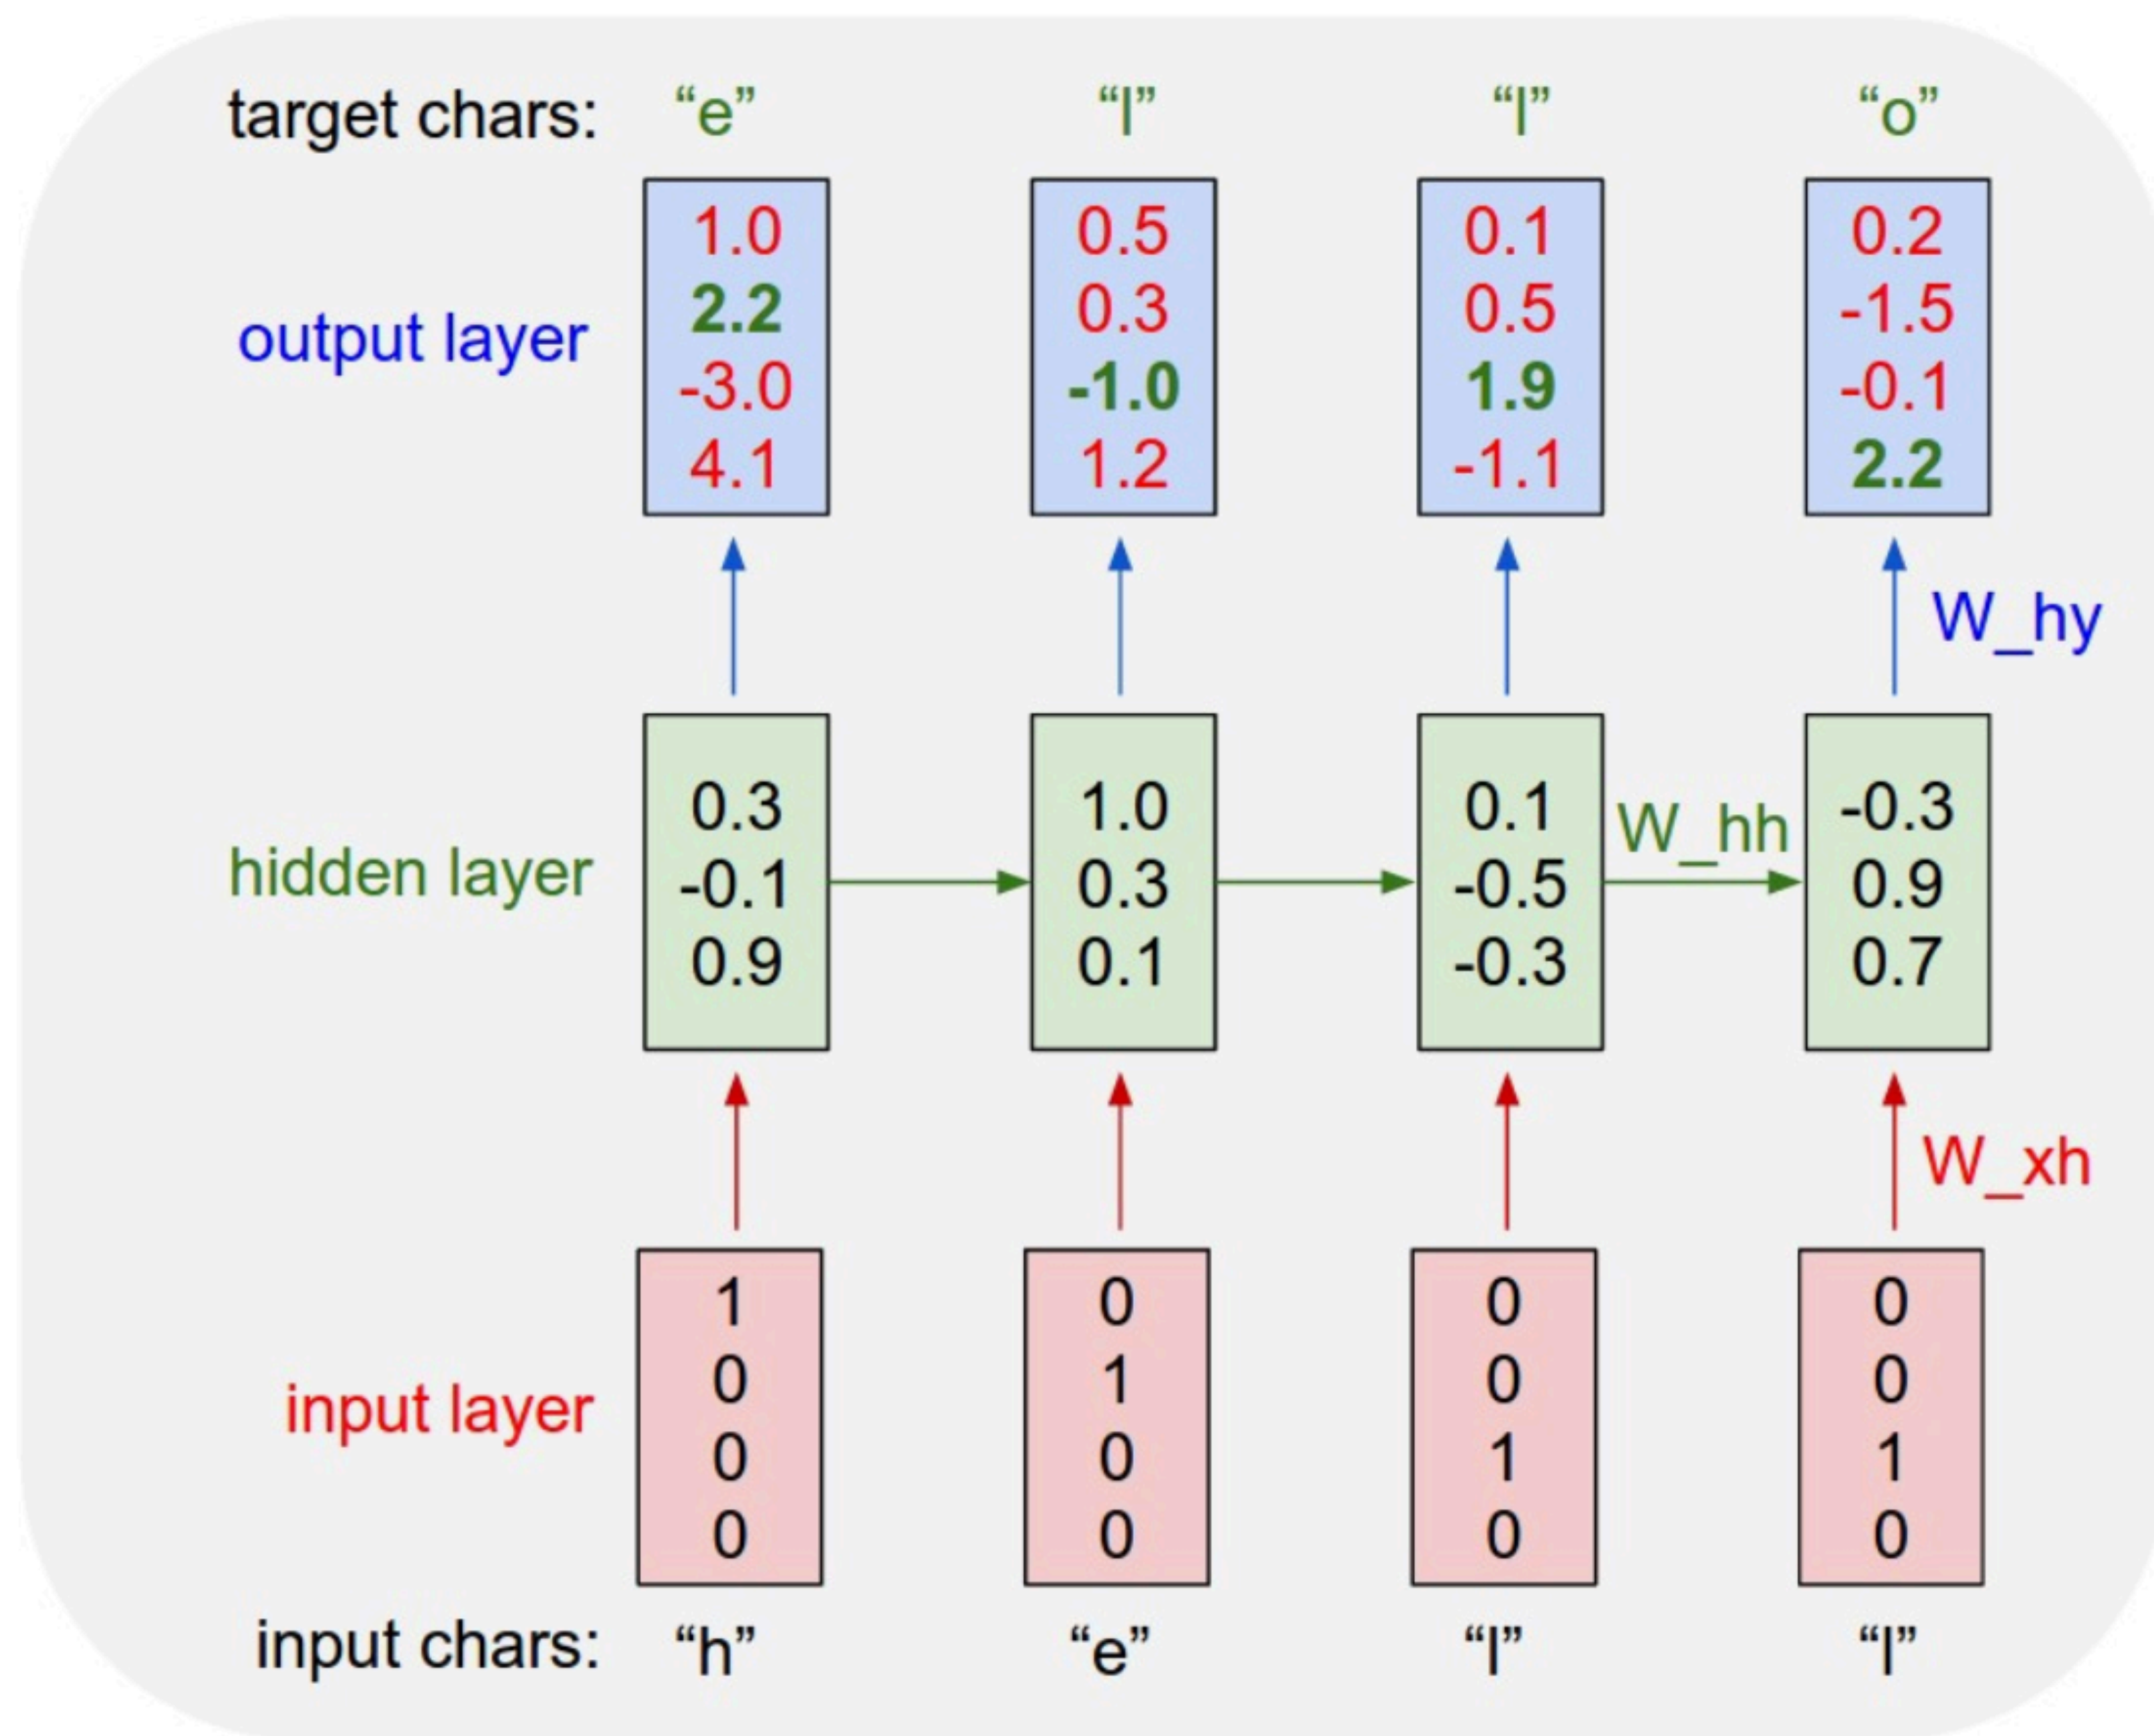 target chars: “e” “l” “l” “o”
1.0 0.5 0.1 0.2
2.2 0.3 0.5 -1.5
output layer
-3.0 -1.0 1.9 -0.1
4.1 1.2 -1.1 2.2
W_hy
0.3 1.0 0.1 -0.3
W_hh
hidden layer -0.1 0.3 -0.5 0.9
0.9 0.1 -0.3 0.7
W_xh
1 0 0 0
0 1 0 0
input layer
0 0 1 1
0 0 0 0
input chars: “h” “e” “l” “l”